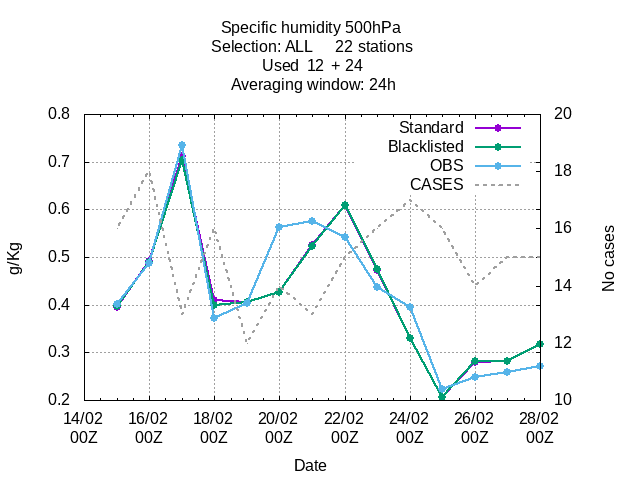 Specific humidity 500hPa
Selection: ALL 22 stations
Used 12 + 24
Averaging window: 24h
Standard
Blacklisted
OBS
CASES
0.8
0.7
0.6
0.5
0.4
0.3
0.2
g/Kg
20
18
16
14
12
10
No cases
14/02 16/02 18/02 20/02 22/02 24/02 26/02 28/02
00Z 00Z 00Z 00Z 00Z 00Z 00Z 00Z
Date